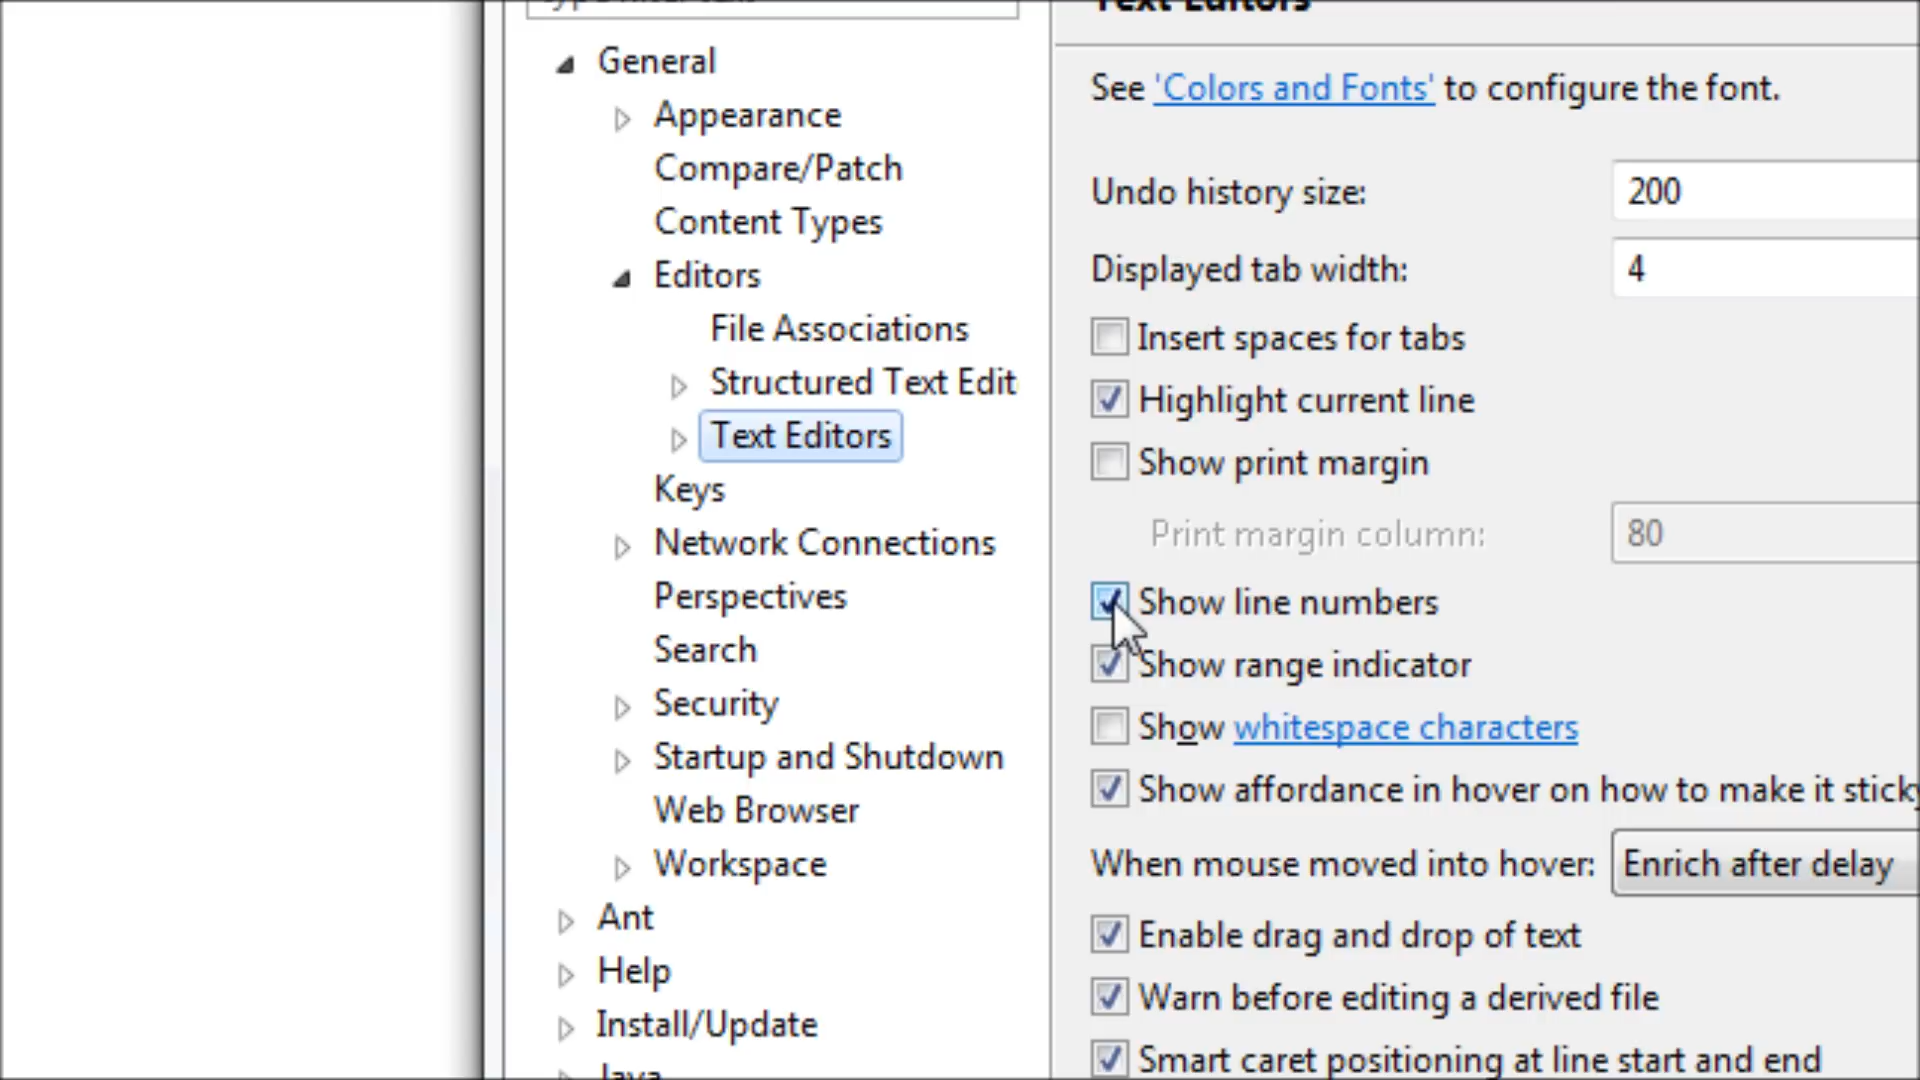 General
Appearance
Compare/Patch
Content Types
Editors
File Associations
Structured Text Edit
Text Editors
Keys
Network Connections
Perspectives
Search
Security
Startup and Shutdown
Web Browser
Workspace
Ant
Help
Install/Update
Java
Text Editors
See 'Colors and Fonts' to configure the font.
Undo history size: 200
Displayed tab width: 4
Insert spaces for tabs
Highlight current line
Show print margin
Print margin column: 80
Show line numbers
Show range indicator
Show whitespace characters
Show affordance in hover on how to make it sticky
When mouse moved into hover: Enrich after delay
Enable drag and drop of text
Warn before editing a derived file
Smart caret positioning at line start and end